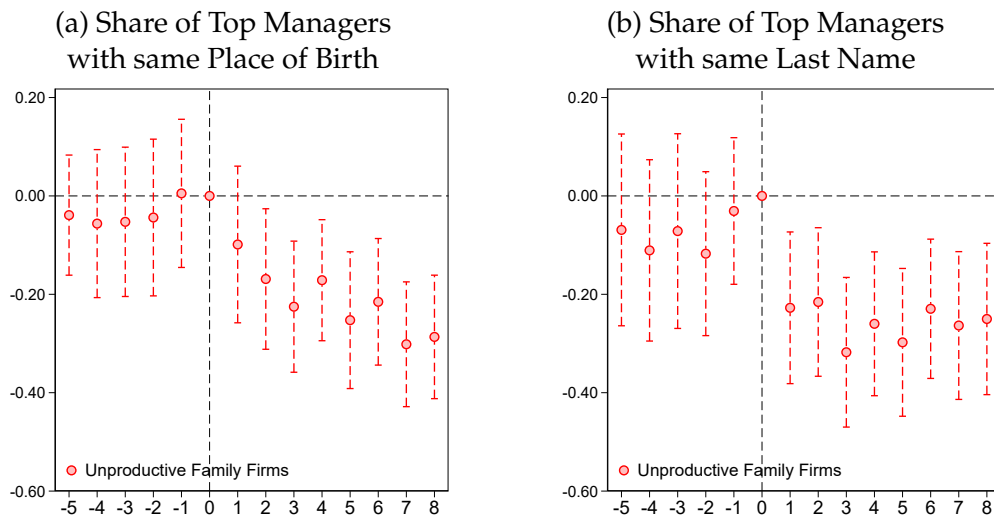 (a) Share of Top Managers
with same Place of Birth
0.20
0.00
-0.20
-0.40
-0.60
Unproductive Family Firms
-5 -4 -3 -2 -1 0 1 2 3 4 5 6 7 8
(b) Share of Top Managers
with same Last Name
0.20
0.00
-0.20
-0.40
-0.60
Unproductive Family Firms
-5 -4 -3 -2 -1 0 1 2 3 4 5 6 7 8